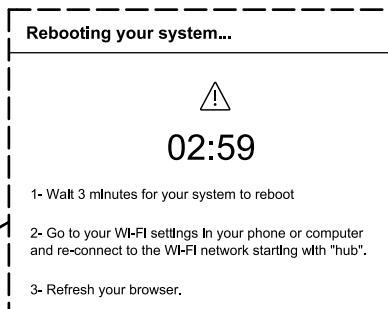 Rebooting your system...
02:59
1- Wait 3 minutes for your system to reboot
2- Go to your Wi-Fi settings in your phone or computer
and re-connect to the Wi-Fi network starting with "hub".
3- Refresh your browser.